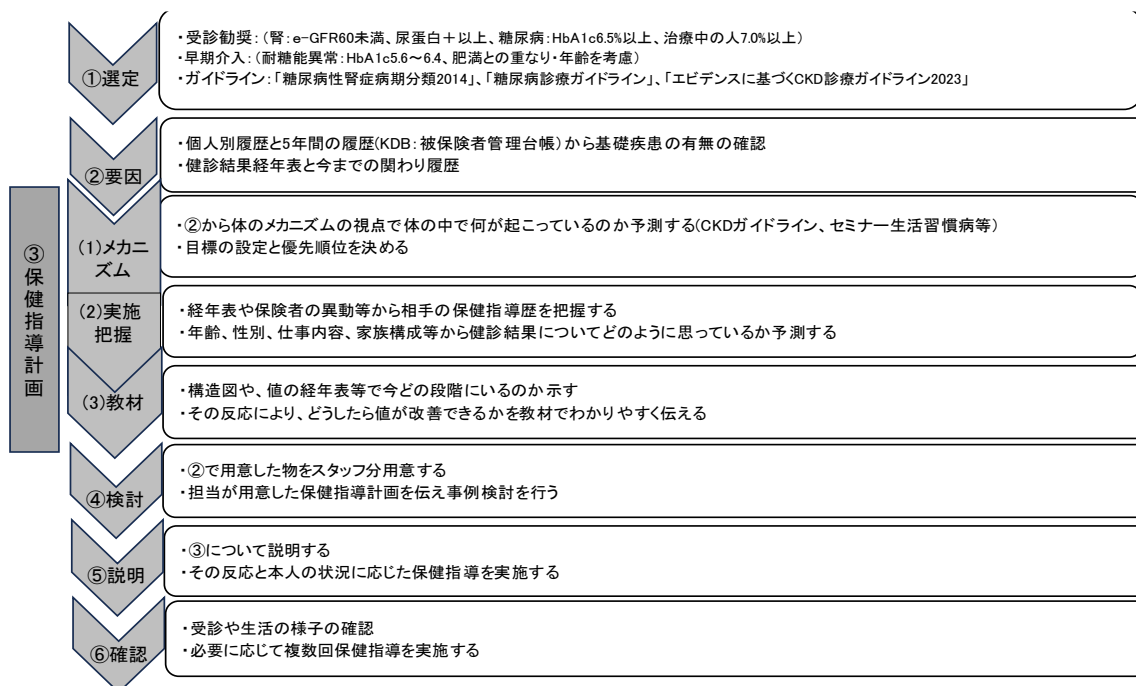 ①選定
・受診勧奨：(腎：e-GFR60未満、尿蛋白＋以上、糖尿病：HbA1c6.5％以上、治療中の人7.0％以上)
・早期介入：(耐糖能異常：HbA1c5.6～6.4、肥満との重なり・年齢を考慮)
・ガイドライン：「糖尿病性腎症病期分類2014」、「糖尿病診療ガイドライン」、「エビデンスに基づくCKD診療ガイドライン2023」
②要因
・個人別履歴と5年間の履歴(KDB：被保険者管理台帳)から基礎疾患の有無の確認
・健診結果経年表と今までの関わり履歴
③保健指導計画
(1)メカニ
ズム
・②から体のメカニズムの視点で体の中で何が起こっているのか予測する(CKDガイドライン、セミナー生活習慣病等)
・目標の設定と優先順位を決める
(2)実施
把握
・経年表や保険者の異動等から相手の保健指導歴を把握する
・年齢、性別、仕事内容、家族構成等から健診結果についてどのように思っているか予測する
(3)教材
・構造図や、値の経年表等で今どの段階にいるのか示す
・その反応により、どうしたら値が改善できるかを教材でわかりやすく伝える
④検討
・②で用意した物をスタッフ分用意する
・担当が用意した保健指導計画を伝え事例検討を行う
⑤説明
・③について説明する
・その反応と本人の状況に応じた保健指導を実施する
⑥確認
・受診や生活の様子の確認
・必要に応じて複数回保健指導を実施する